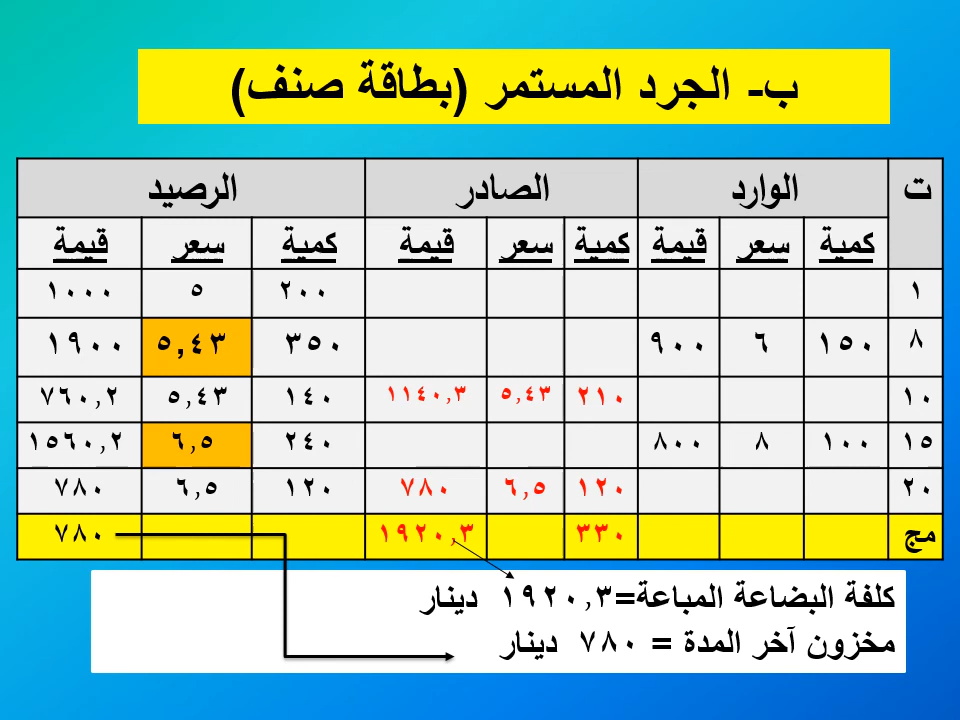 ب- الجرد المستمر (بطاقة صنف)
ت الوارد الصادر الرصيد
كمية سعر قيمة كمية سعر قيمة كمية سعر قيمة
١ ٢٠٠ ٥ ١٠٠٠
٨ ١٥٠ ٦ ٩٠٠ ٣٥٠ ٥,٤٣ ١٩٠٠
١٠ ٢١٠ ٥,٤٣ ١١٤٠,٣ ١٤٠ ٥,٤٣ ٧٦٠,٢
١٥ ١٠٠ ٨ ٨٠٠ ٢٤٠ ٦,٥ ١٥٦٠,٢
٢٠ ١٢٠ ٦,٥ ٧٨٠ ١٢٠ ٦,٥ ٧٨٠
مج ٣٣٠ ١٩٢٠,٣ ٧٨٠
كلفة البضاعة المباعة=١٩٢٠,٣ دينار
مخزون آخر المدة = ٧٨٠ دينار